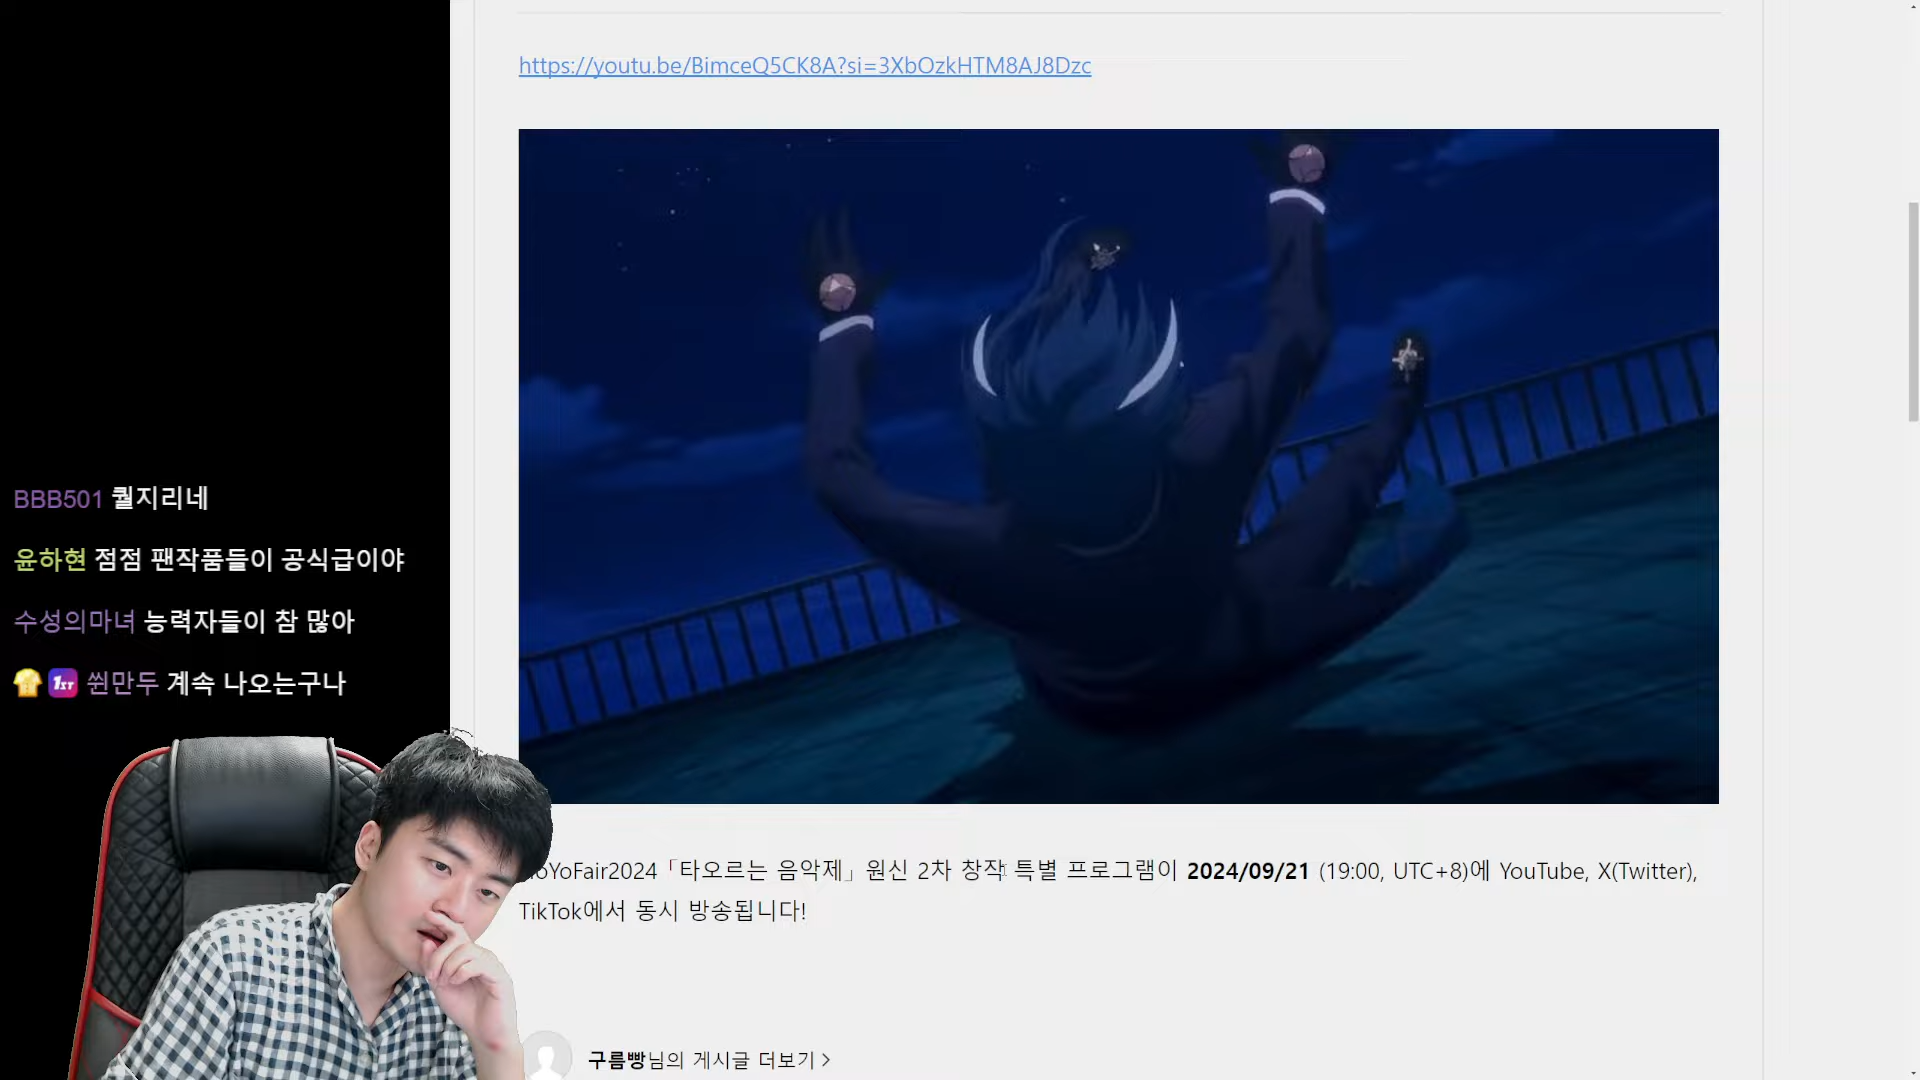 https://youtu.be/BimceQ5CK8A?si=3XbOzkHTM8AJ8Dzc
BBB501 퀄지리네
윤하현 점점 팬작품들이 공식급이야
수성의마녀 능력자들이 참 많아
1ST 쒼만두 계속 나오는구나
oYoFair2024「타오르는 음악제」원신 2차 창작 특별 프로그램이 2024/09/21 (19:00, UTC+8)에 YouTube, X(Twitter),
TikTok에서 동시 방송됩니다!
구름빵님의 게시글 더보기 >